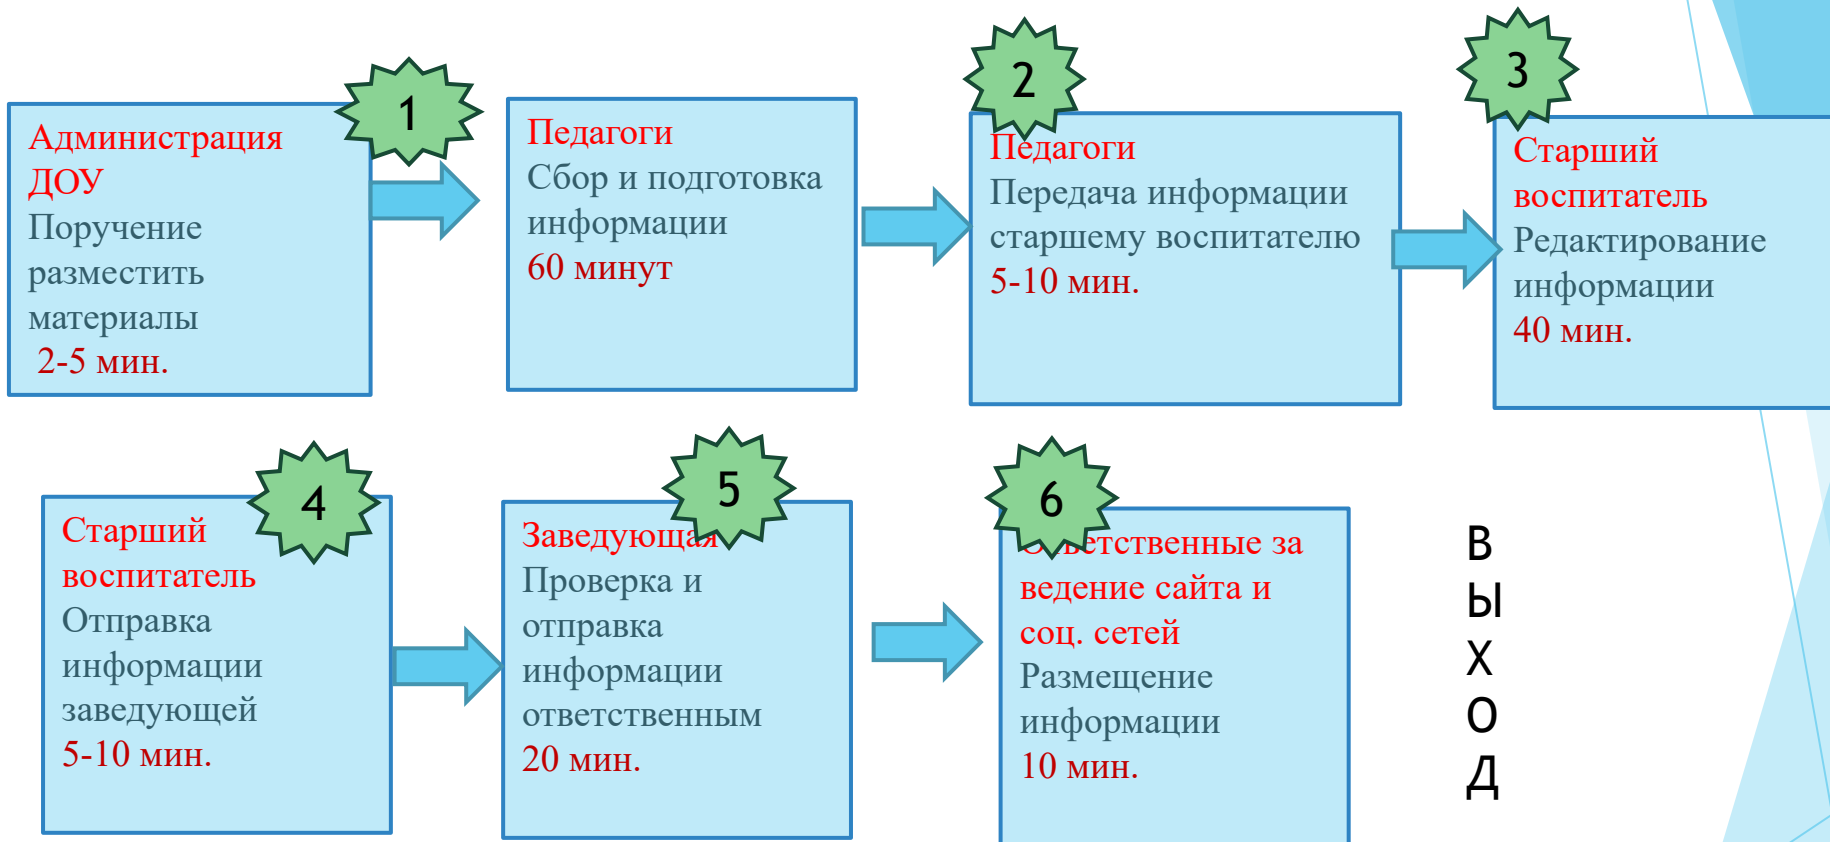 1
Администрация
ДОУ
Поручение
разместить
материалы
2-5 мин.
Педагоги
Сбор и подготовка
информации
60 минут
2
Педагоги
Передача информации
старшему воспитателю
5-10 мин.
3
Старший
воспитатель
Редактирование
информации
40 мин.
4
Старший
воспитатель
Отправка
информации
заведующей
5-10 мин.
5
Заведующая
Проверка и
отправка
информации
ответственным
20 мин.
6
Ответственные за
ведение сайта и
соц. сетей
Размещение
информации
10 мин.
В
Ы
Х
О
Д